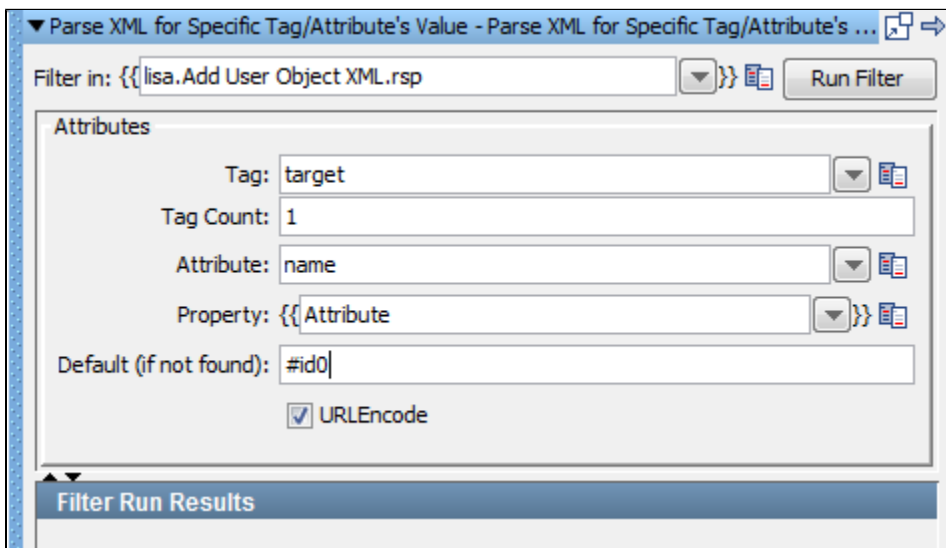 Parse XML for Specific Tag/Attribute's Value - Parse XML for Specific Tag/Attribute's ...
Filter in: {{lisa.Add User Object XML.rsp}} Run Filter
Attributes
Tag: target
Tag Count: 1
Attribute: name
Property: {{Attribute}}
Default (if not found): #id0
URLEncode
Filter Run Results